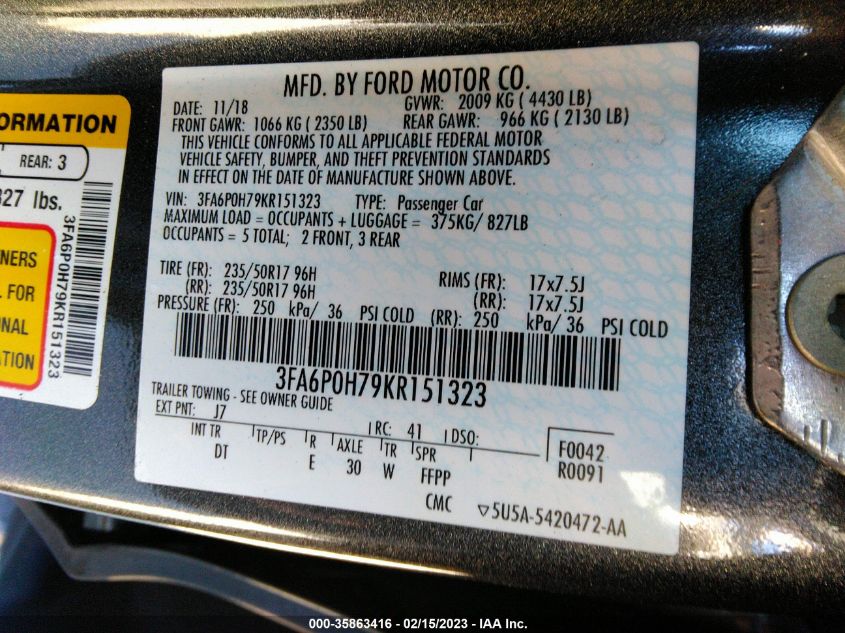 ORMATION
REAR: 3
827 lbs.
3FA6P0H79KR151323
NERS
L FOR
ONAL
ATION
MFD. BY FORD MOTOR CO.
DATE: 11/18 GVWR: 2009 KG ( 4430 LB)
FRONT GAWR: 1066 KG ( 2350 LB) REAR GAWR: 966 KG ( 2130 LB)
THIS VEHICLE CONFORMS TO ALL APPLICABLE FEDERAL MOTOR
VEHICLE SAFETY, BUMPER, AND THEFT PREVENTION STANDARDS
IN EFFECT ON THE DATE OF MANUFACTURE SHOWN ABOVE.
VIN: 3FA6P0H79KR151323 TYPE: Passenger Car
MAXIMUM LOAD = OCCUPANTS + LUGGAGE = 375KG/ 827LB
OCCUPANTS = 5 TOTAL; 2 FRONT, 3 REAR
TIRE (FR): 235/50R17 96H RIMS (FR): 17x7.5J
(RR): 235/50R17 96H (RR): 17x7.5J
PRESSURE (FR): 250 kPa/ 36 PSI COLD (RR): 250 kPa/ 36 PSI COLD
3FA6P0H79KR151323
TRAILER TOWING - SEE OWNER GUIDE
EXT PNT: J7 RC: 41 DSO: F0042
INT TR TP/PS R AXLE TR SPR R0091
DT E 30 W FFPP
CMC ▽5U5A-5420472-AA
000-35863416 - 02/15/2023 - IAA Inc.